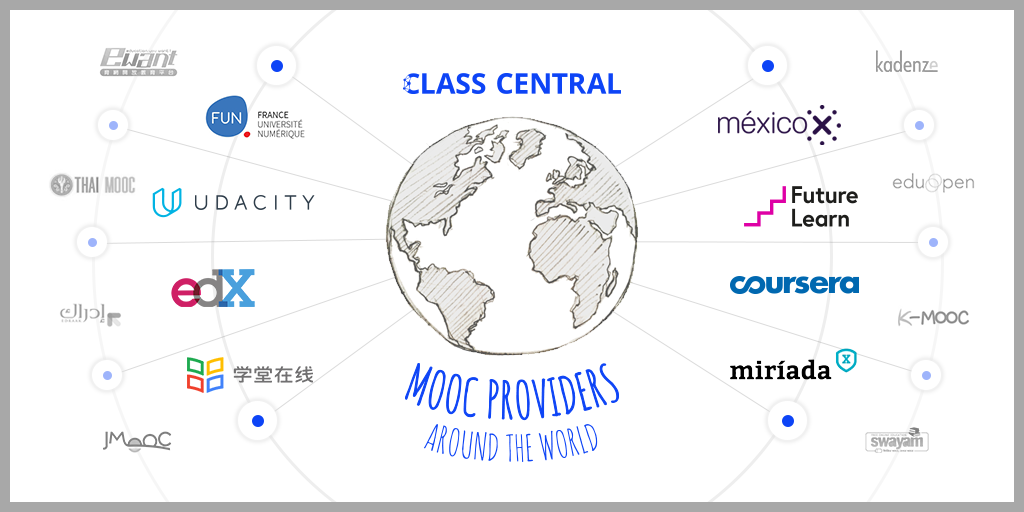 ewant
kadenze
CLASS CENTRAL
FUN
FRANCE
UNIVERSITÉ
NUMÉRIQUE
méxicoX
THAI MOOC
eduOpen
UDACITY
Future
Learn
edX
coursera
إدراك
K-MOOC
学堂在线
miríada
X
MOOC PROVIDERS
AROUND THE WORLD
JMOOC
swayam